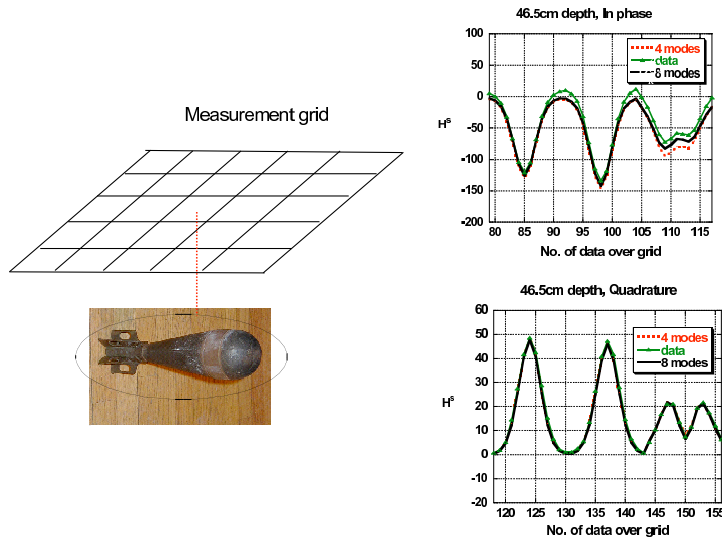 Measurement grid
46.5cm depth, In phase
4 modes
data
8 modes
100
50
0
-50
-100
-150
-200
H^s
80 85 90 95 100 105 110 115
No. of data over grid
46.5cm depth, Quadrature
4 modes
data
8 modes
60
50
40
30
20
10
0
-10
-20
H^s
120 125 130 135 140 145 150 155
No. of data over grid